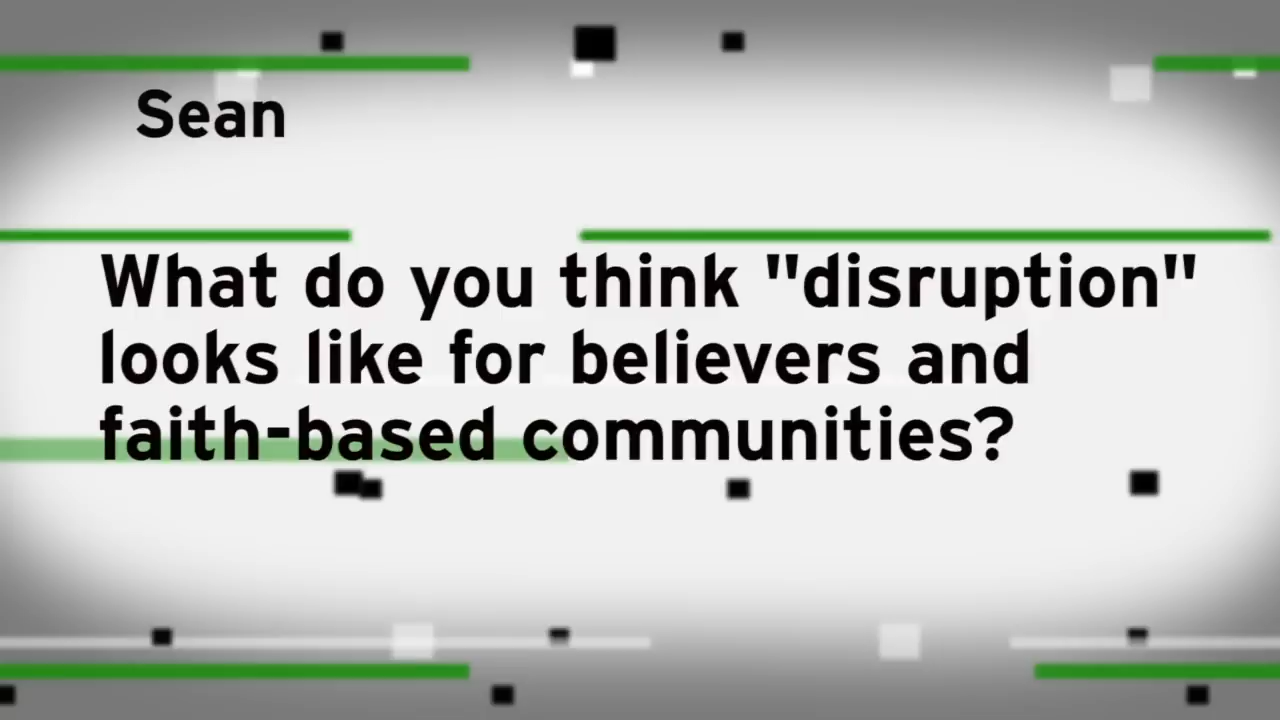 Sean
What do you think "disruption"
looks like for believers and
faith-based communities?